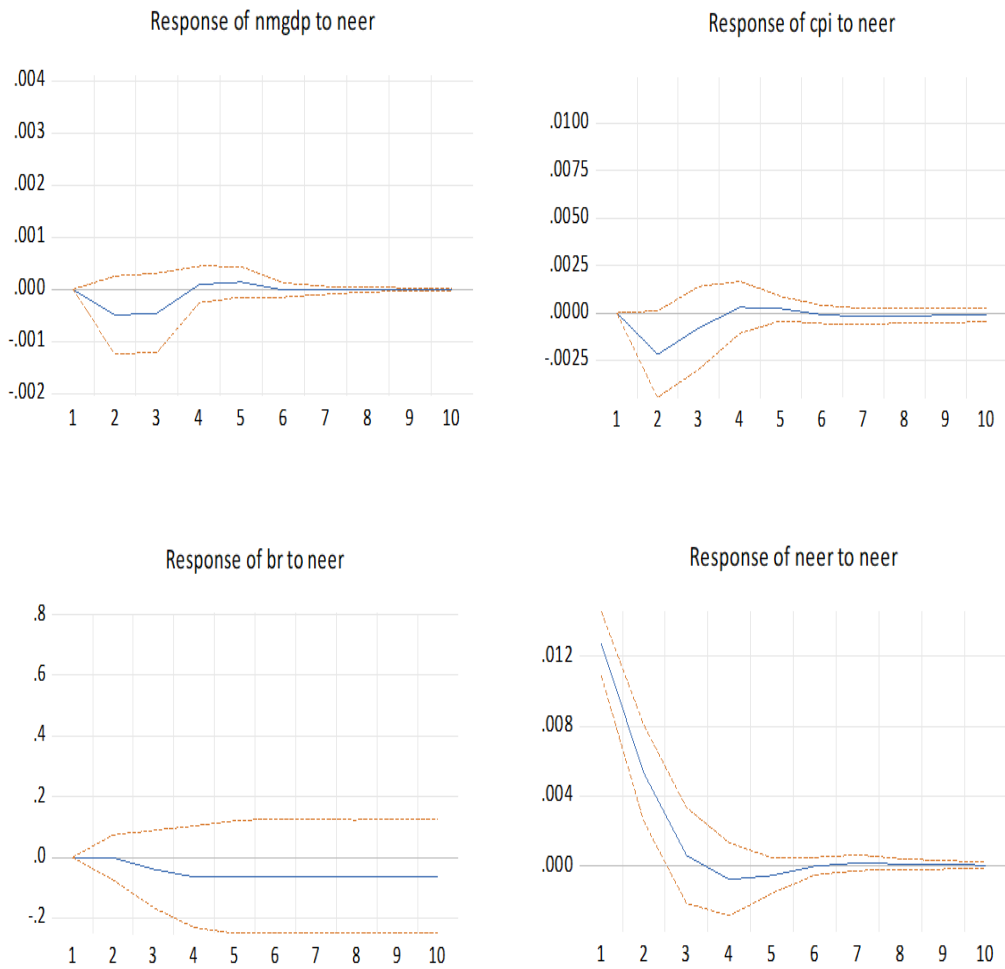 Response of nmgdp to neer
.004
.003
.002
.001
.000
-.001
-.002
1 2 3 4 5 6 7 8 9 10
Response of cpi to neer
.0100
.0075
.0050
.0025
.0000
-.0025
1 2 3 4 5 6 7 8 9 10
Response of br to neer
.8
.6
.4
.2
.0
-.2
1 2 3 4 5 6 7 8 9 10
Response of neer to neer
.012
.008
.004
.000
1 2 3 4 5 6 7 8 9 10